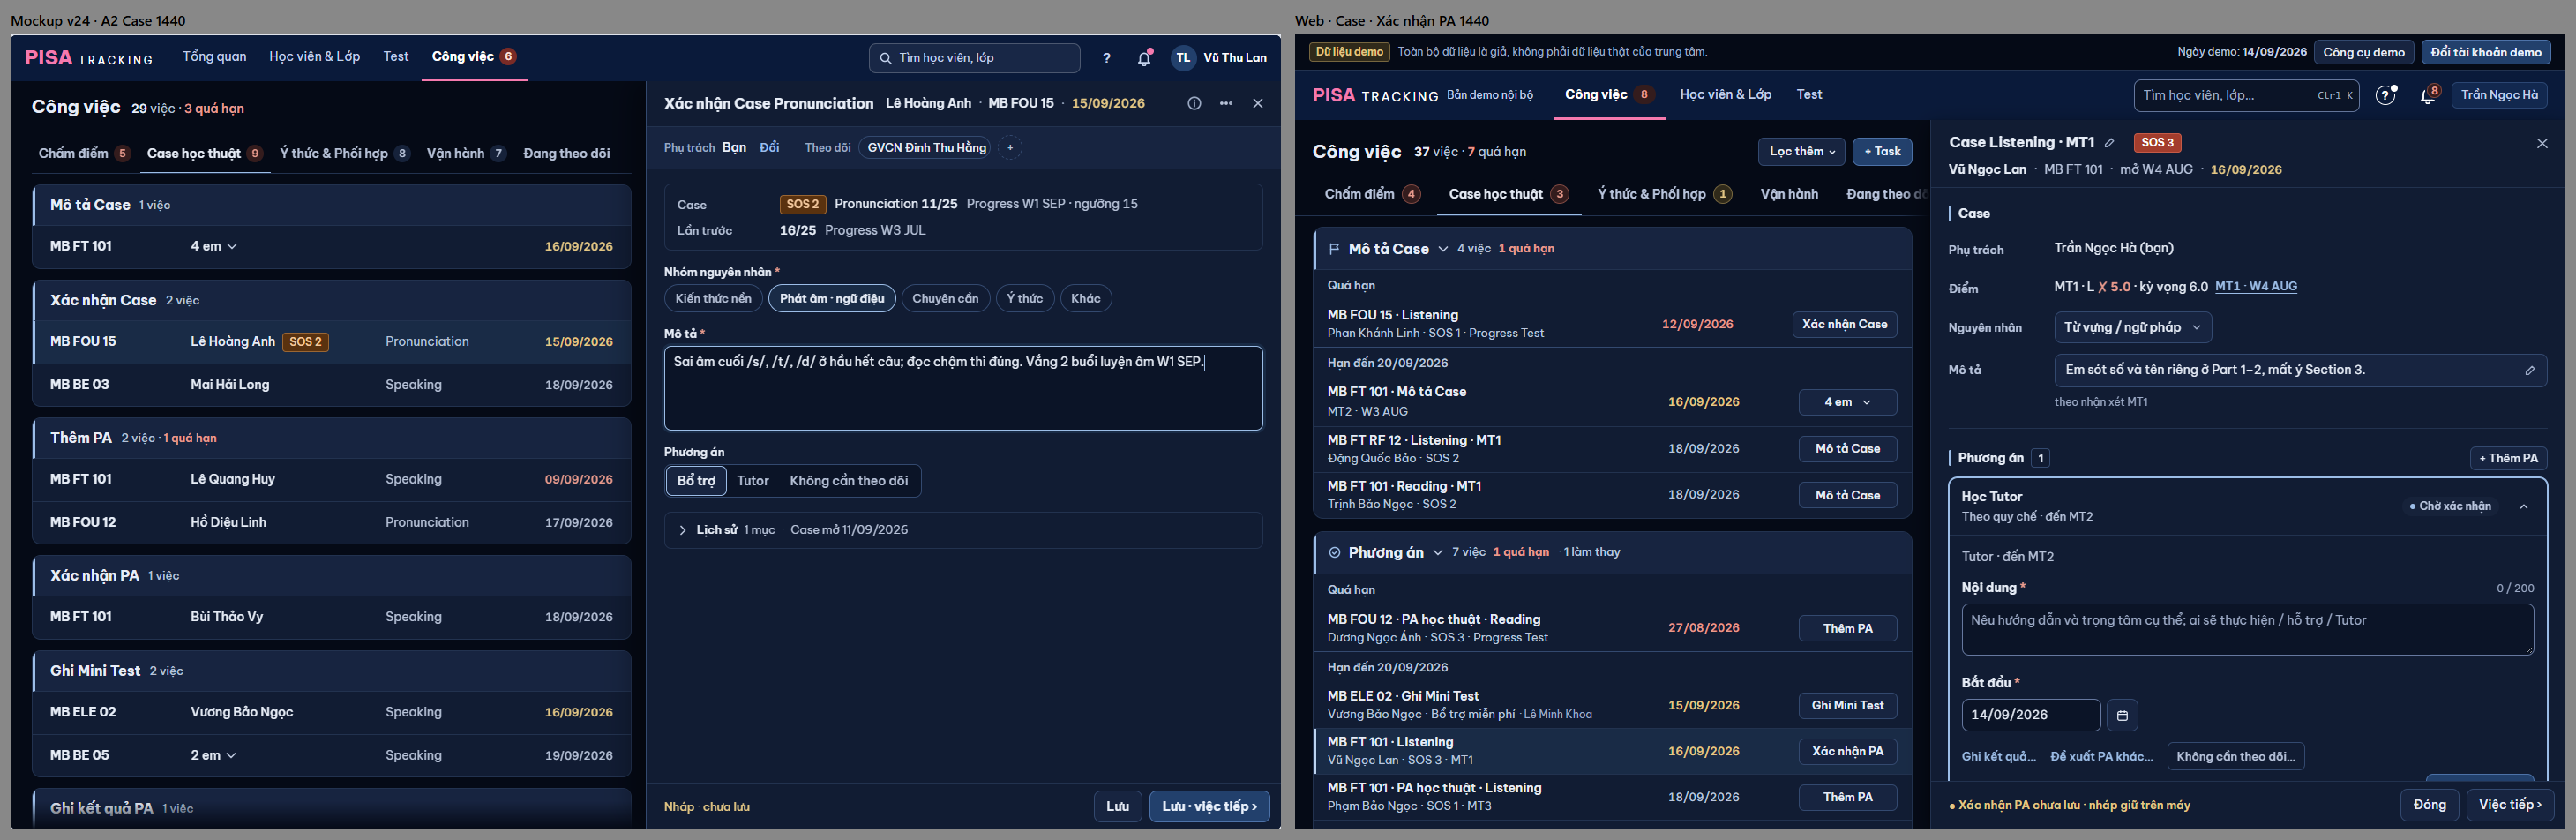 Mockup v24 · A2 Case 1440
PISA TRACKING Tổng quan Học viên & Lớp Test Công việc 6 Tìm học viên, lớp ? TL Vũ Thu Lan
Công việc 29 việc · 3 quá hạn
Chấm điểm 5 Case học thuật 9 Ý thức & Phối hợp 8 Vận hành 7 Đang theo dõi
Mô tả Case 1 việc
MB FT 101 4 em 16/09/2026
Xác nhận Case 2 việc
MB FOU 15 Lê Hoàng Anh SOS 2 Pronunciation 15/09/2026
MB BE 03 Mai Hải Long Speaking 18/09/2026
Thêm PA 2 việc · 1 quá hạn
MB FT 101 Lê Quang Huy Speaking 09/09/2026
MB FOU 12 Hồ Diệu Linh Pronunciation 17/09/2026
Xác nhận PA 1 việc
MB FT 101 Bùi Thảo Vy Speaking 18/09/2026
Ghi Mini Test 2 việc
MB ELE 02 Vương Bảo Ngọc Speaking 16/09/2026
MB BE 05 2 em Speaking 19/09/2026
Ghi kết quả PA 1 việc
Xác nhận Case Pronunciation Lê Hoàng Anh · MB FOU 15 · 15/09/2026
Phụ trách Bạn Đổi Theo dõi GVCN Đinh Thu Hằng +
Case SOS 2 Pronunciation 11/25 Progress W1 SEP · ngưỡng 15
Lần trước 16/25 Progress W3 JUL
Nhóm nguyên nhân *
Kiến thức nền Phát âm · ngữ điệu Chuyên cần Ý thức Khác
Mô tả *
Sai âm cuối /s/, /t/, /d/ ở hầu hết câu; đọc chậm thì đúng. Vắng 2 buổi luyện âm W1 SEP.
Phương án
Bổ trợ Tutor Không cần theo dõi
Lịch sử 1 mục · Case mở 11/09/2026
Nháp · chưa lưu Lưu Lưu · việc tiếp ›
Web · Case · Xác nhận PA 1440
Dữ liệu demo Toàn bộ dữ liệu là giả, không phải dữ liệu thật của trung tâm. Ngày demo: 14/09/2026 Công cụ demo Đổi tài khoản demo
PISA TRACKING Bản demo nội bộ Công việc 8 Học viên & Lớp Test Tìm học viên, lớp... Ctrl K ? 8 Trần Ngọc Hà
Công việc 37 việc · 7 quá hạn Lọc thêm + Task
Chấm điểm 4 Case học thuật 3 Ý thức & Phối hợp 1 Vận hành Đang theo dõ
Mô tả Case 4 việc 1 quá hạn
Quá hạn
MB FOU 15 · Listening
Phan Khánh Linh · SOS 1 · Progress Test 12/09/2026 Xác nhận Case
Hạn đến 20/09/2026
MB FT 101 · Mô tả Case
MT2 · W3 AUG 16/09/2026 4 em
MB FT RF 12 · Listening · MT1
Đặng Quốc Bảo · SOS 2 18/09/2026 Mô tả Case
MB FT 101 · Reading · MT1
Trịnh Bảo Ngọc · SOS 2 18/09/2026 Mô tả Case
Phương án 7 việc 1 quá hạn · 1 làm thay
Quá hạn
MB FOU 12 · PA học thuật · Reading
Dương Ngọc Ánh · SOS 3 · Progress Test 27/08/2026 Thêm PA
Hạn đến 20/09/2026
MB ELE 02 · Ghi Mini Test
Vương Bảo Ngọc · Bổ trợ miễn phí · Lê Minh Khoa 15/09/2026 Ghi Mini Test
MB FT 101 · Listening
Vũ Ngọc Lan · SOS 3 · MT1 16/09/2026 Xác nhận PA
MB FT 101 · PA học thuật · Listening
Phạm Bảo Ngọc · SOS 1 · MT3 18/09/2026 Thêm PA
Case Listening · MT1 SOS 3
Vũ Ngọc Lan · MB FT 101 · mở W4 AUG · 16/09/2026
Case
Phụ trách Trần Ngọc Hà (bạn)
Điểm MT1 · L ✗ 5.0 · kỳ vọng 6.0 MT1 · W4 AUG
Nguyên nhân Từ vựng / ngữ pháp
Mô tả Em sót số và tên riêng ở Part 1–2, mất ý Section 3.
theo nhận xét MT1
Phương án 1 + Thêm PA
Học Tutor
Theo quy chế · đến MT2 Chờ xác nhận
Tutor · đến MT2
Nội dung * 0 / 200
Nêu hướng dẫn và trọng tâm cụ thể; ai sẽ thực hiện / hỗ trợ / Tutor
Bắt đầu *
14/09/2026
Ghi kết quả... Đề xuất PA khác... Không cần theo dõi...
Xác nhận PA chưa lưu · nháp giữ trên máy Đóng Việc tiếp ›